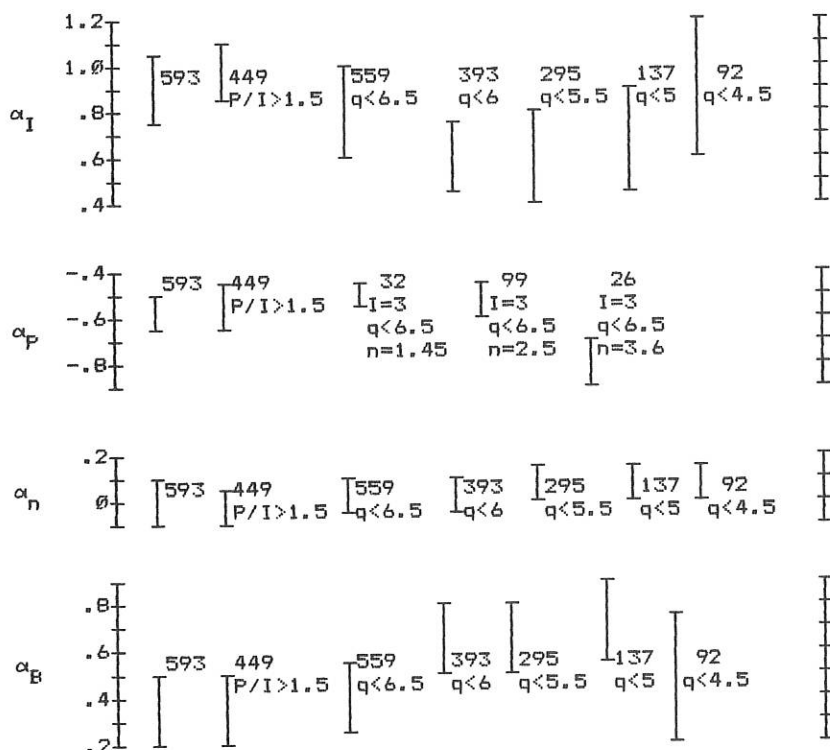 1.2
1.0
.8
.6
.4
αI
593
449
P/I>1.5
559
q<6.5
393
q<6
295
q<5.5
137
q<5
92
q<4.5
-.4
-.6
-.8
αP
593
449
P/I>1.5
32
I=3
q<6.5
n=1.45
99
I=3
q<6.5
n=2.5
26
I=3
q<6.5
n=3.6
.2
0
αn
593
449
P/I>1.5
559
q<6.5
393
q<6
295
q<5.5
137
q<5
92
q<4.5
.8
.6
.4
.2
αB
593
449
P/I>1.5
559
q<6.5
393
q<6
295
q<5.5
137
q<5
92
q<4.5